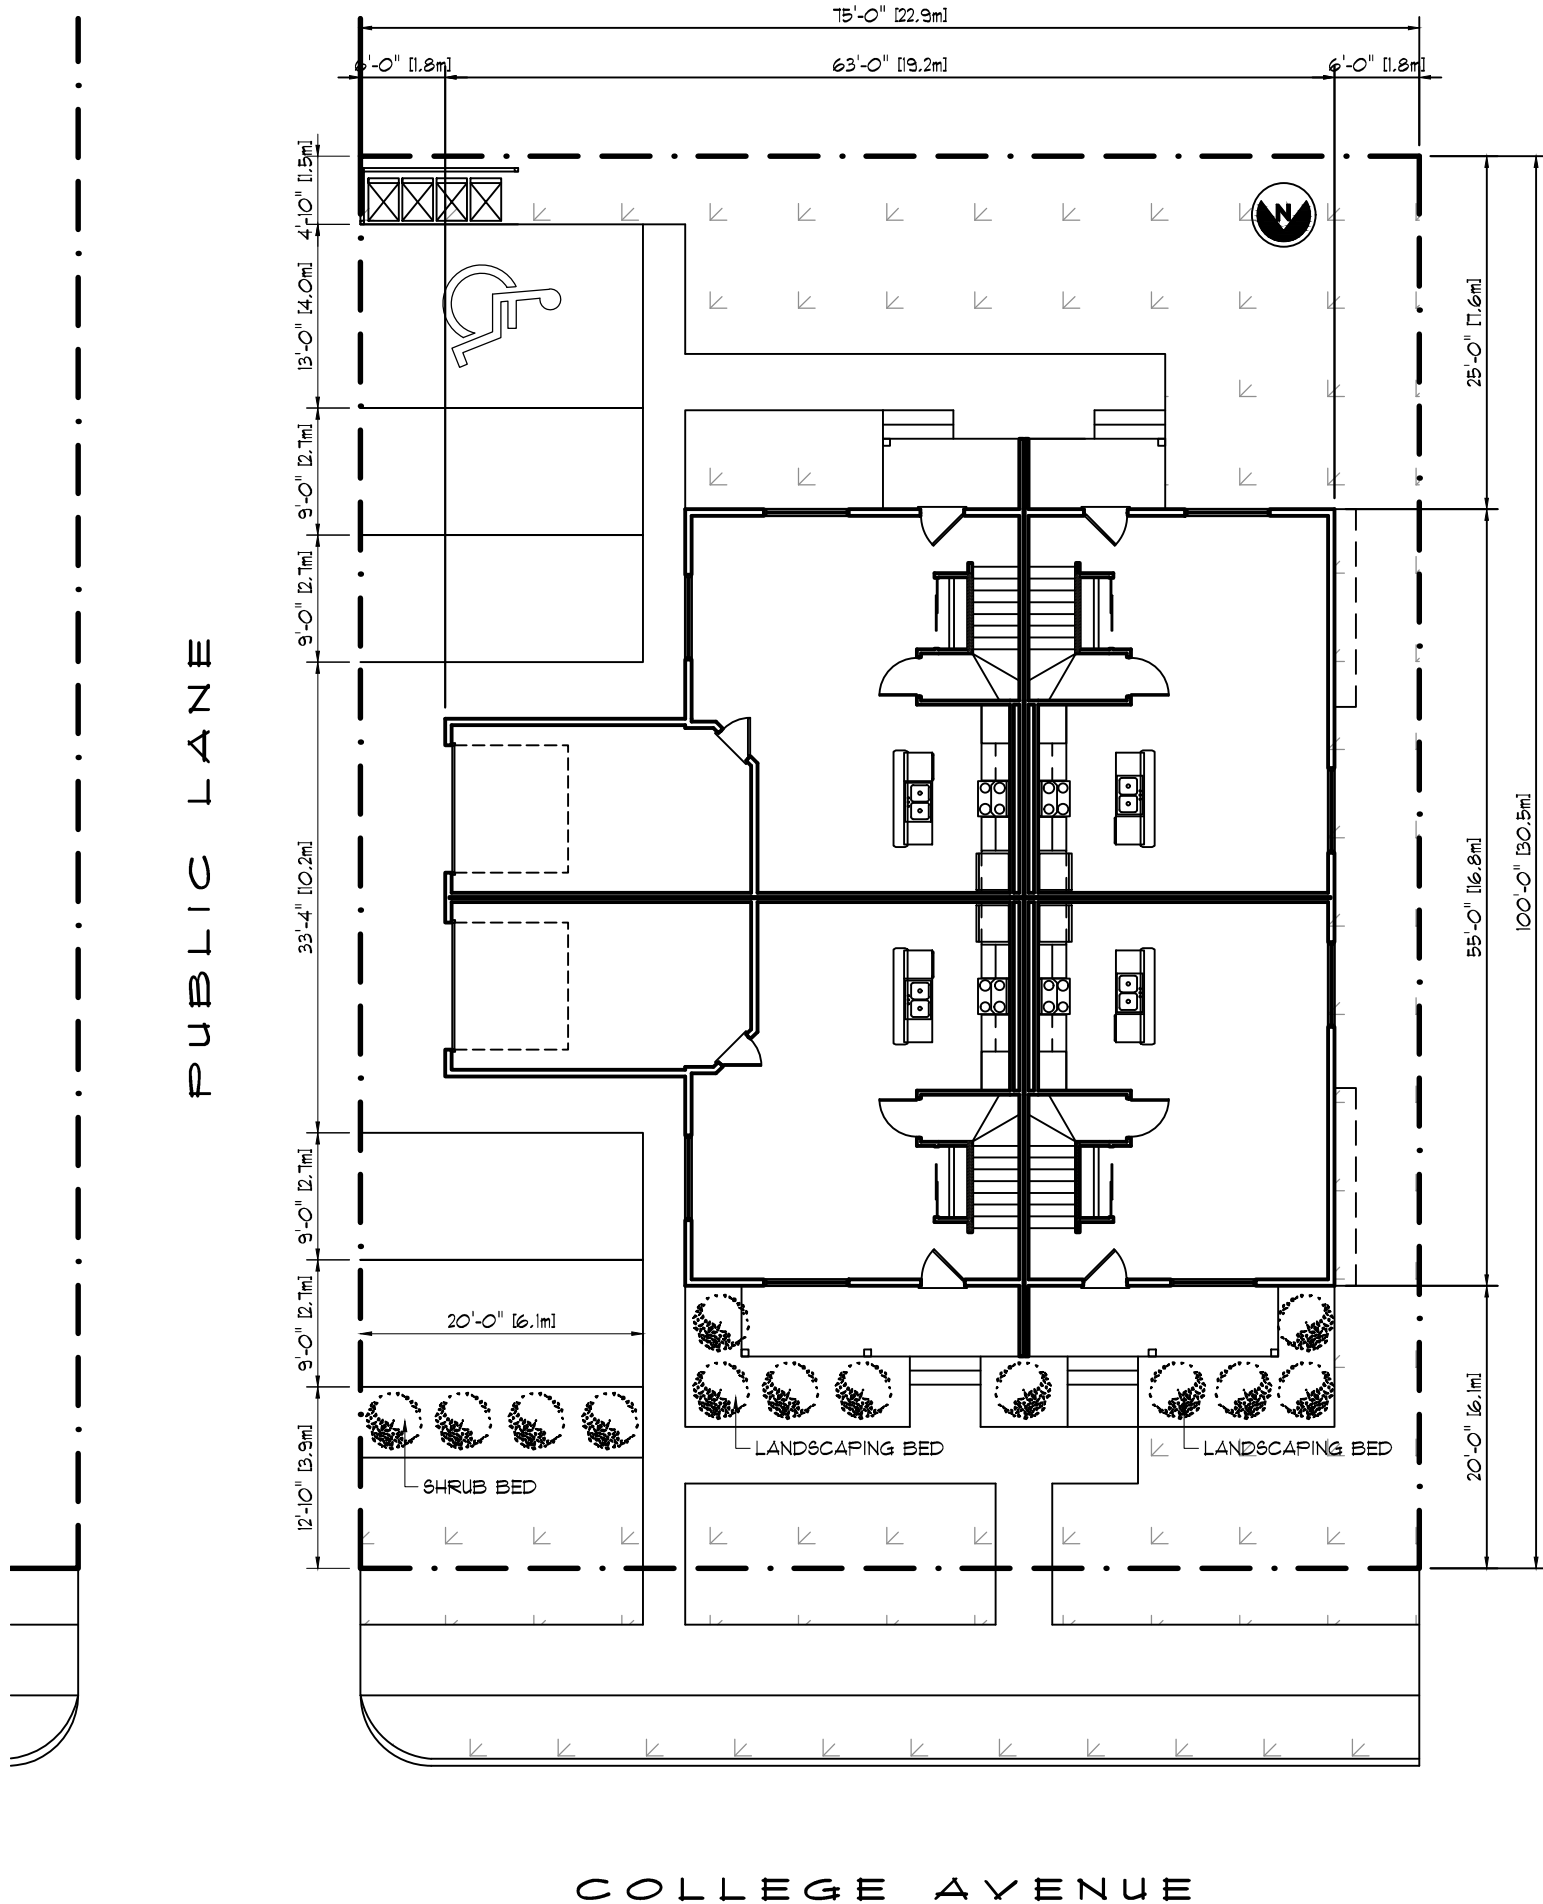 75'-0" [22.9m]
6'-0" [1.8m]
63'-0" [19.2m]
6'-0" [1.8m]
4'-10" [1.5m]
N
13'-0" [4.0m]
25'-0" [7.6m]
9'-0" [2.7m]
9'-0" [2.7m]
PUBLIC LANE
33'-4" [10.2m]
55'-0" [16.8m]
100'-0" [30.5m]
9'-0" [2.7m]
9'-0" [2.7m]
20'-0" [6.1m]
12'-10" [3.9m]
20'-0" [6.1m]
LANDSCAPING BED
LANDSCAPING BED
SHRUB BED
COLLEGE AVENUE